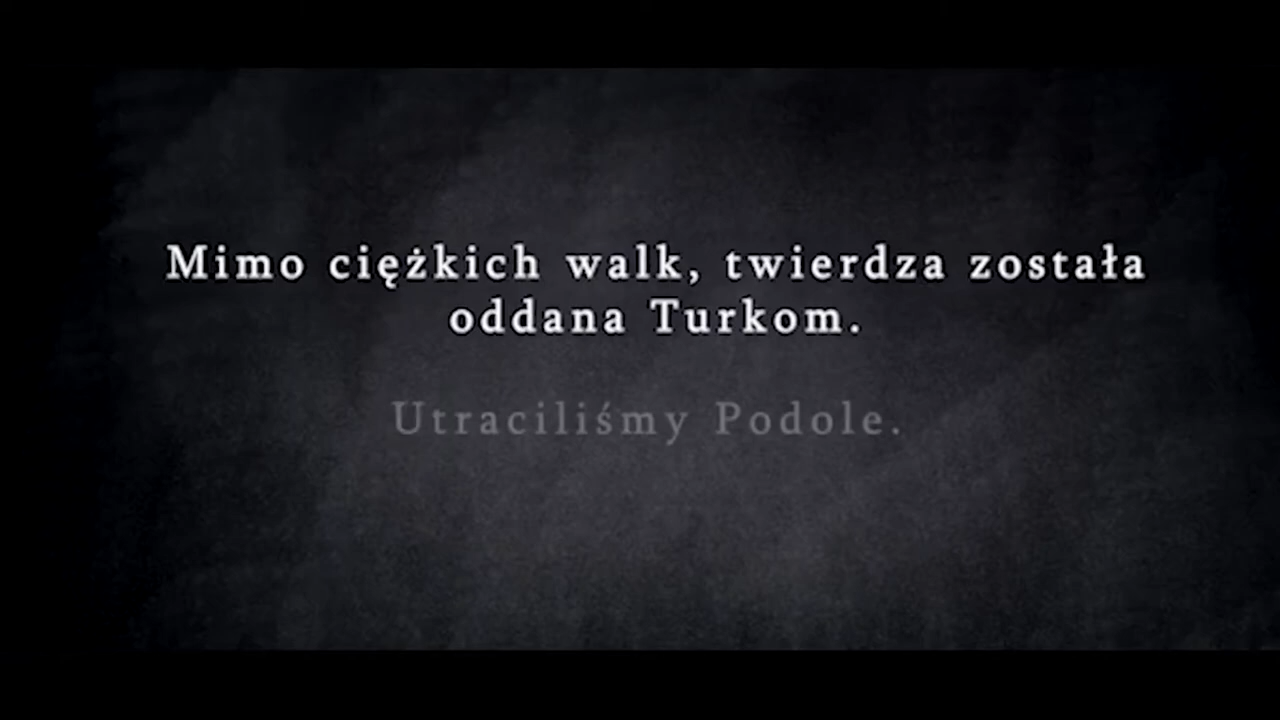 Mimo ciężkich walk, twierdza została
oddana Turkom.
Utraciliśmy Podole.